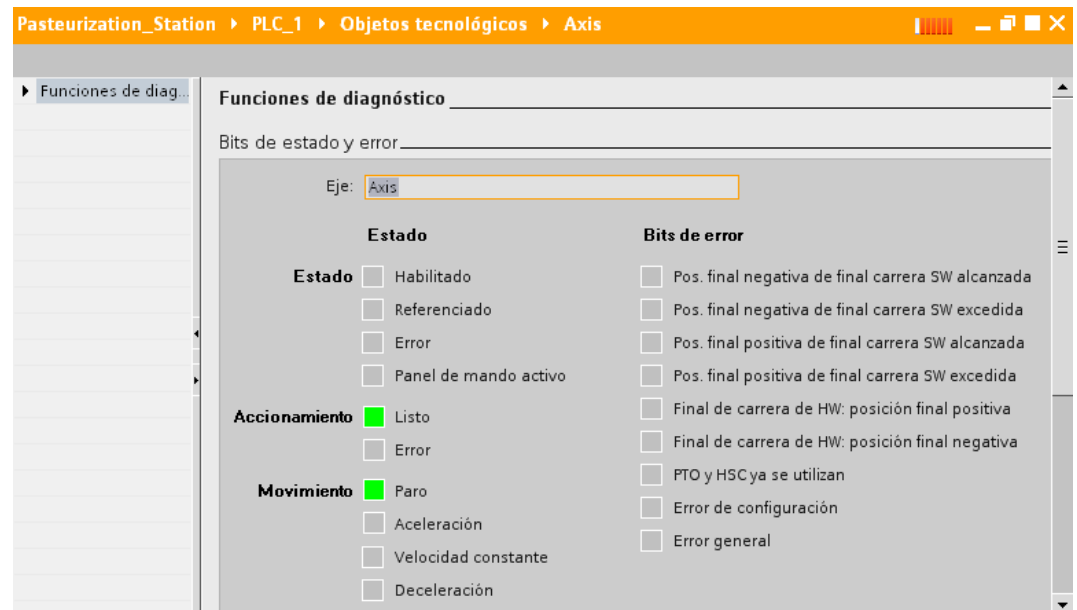 Pasteurization_Station ▸ PLC_1 ▸ Objetos tecnológicos ▸ Axis
Funciones de diag...
Funciones de diagnóstico
Bits de estado y error
Eje: Axis
Estado
Bits de error
Estado Habilitado
Pos. final negativa de final carrera SW alcanzada
Referenciado
Pos. final negativa de final carrera SW excedida
Error
Pos. final positiva de final carrera SW alcanzada
Panel de mando activo
Pos. final positiva de final carrera SW excedida
Accionamiento Listo
Final de carrera de HW: posición final positiva
Error
Final de carrera de HW: posición final negativa
Movimiento Paro
PTO y HSC ya se utilizan
Aceleración
Error de configuración
Velocidad constante
Error general
Deceleración